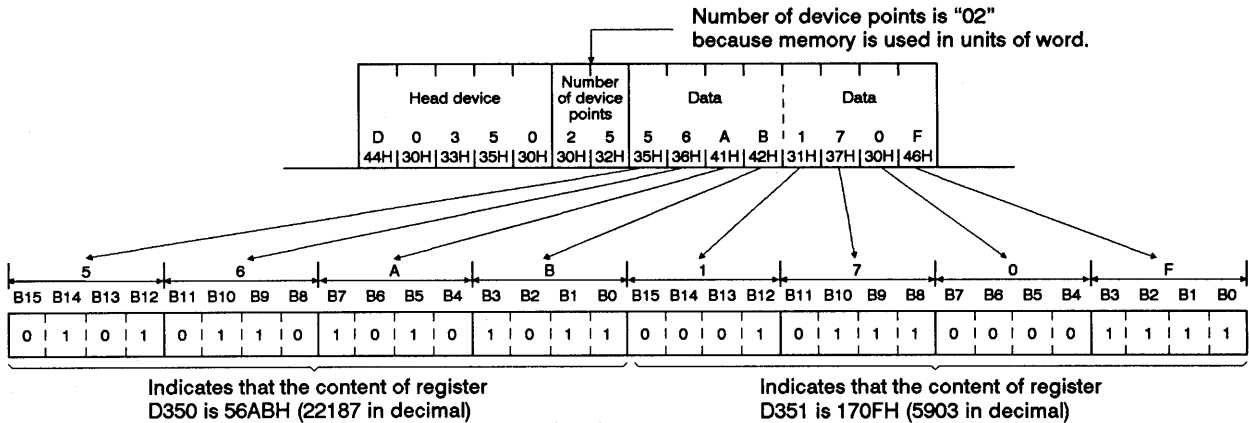 Number of device points is “02”
because memory is used in units of word.
Head device
Number
of device
points
Data
Data
D 0 3 5 0 2 5 5 6 A B 1 7 0 F
44H 30H 33H 35H 30H 30H 32H 35H 36H 41H 42H 31H 37H 30H 46H
5 6 A B 1 7 0 F
B15 B14 B13 B12 B11 B10 B9 B8 B7 B6 B5 B4 B3 B2 B1 B0 B15 B14 B13 B12 B11 B10 B9 B8 B7 B6 B5 B4 B3 B2 B1 B0
0 1 0 1 0 1 1 0 1 0 1 0 1 0 1 1 0 0 0 1 0 1 1 1 0 0 0 0 1 1 1 1
Indicates that the content of register
D350 is 56ABH (22187 in decimal)
Indicates that the content of register
D351 is 170FH (5903 in decimal)